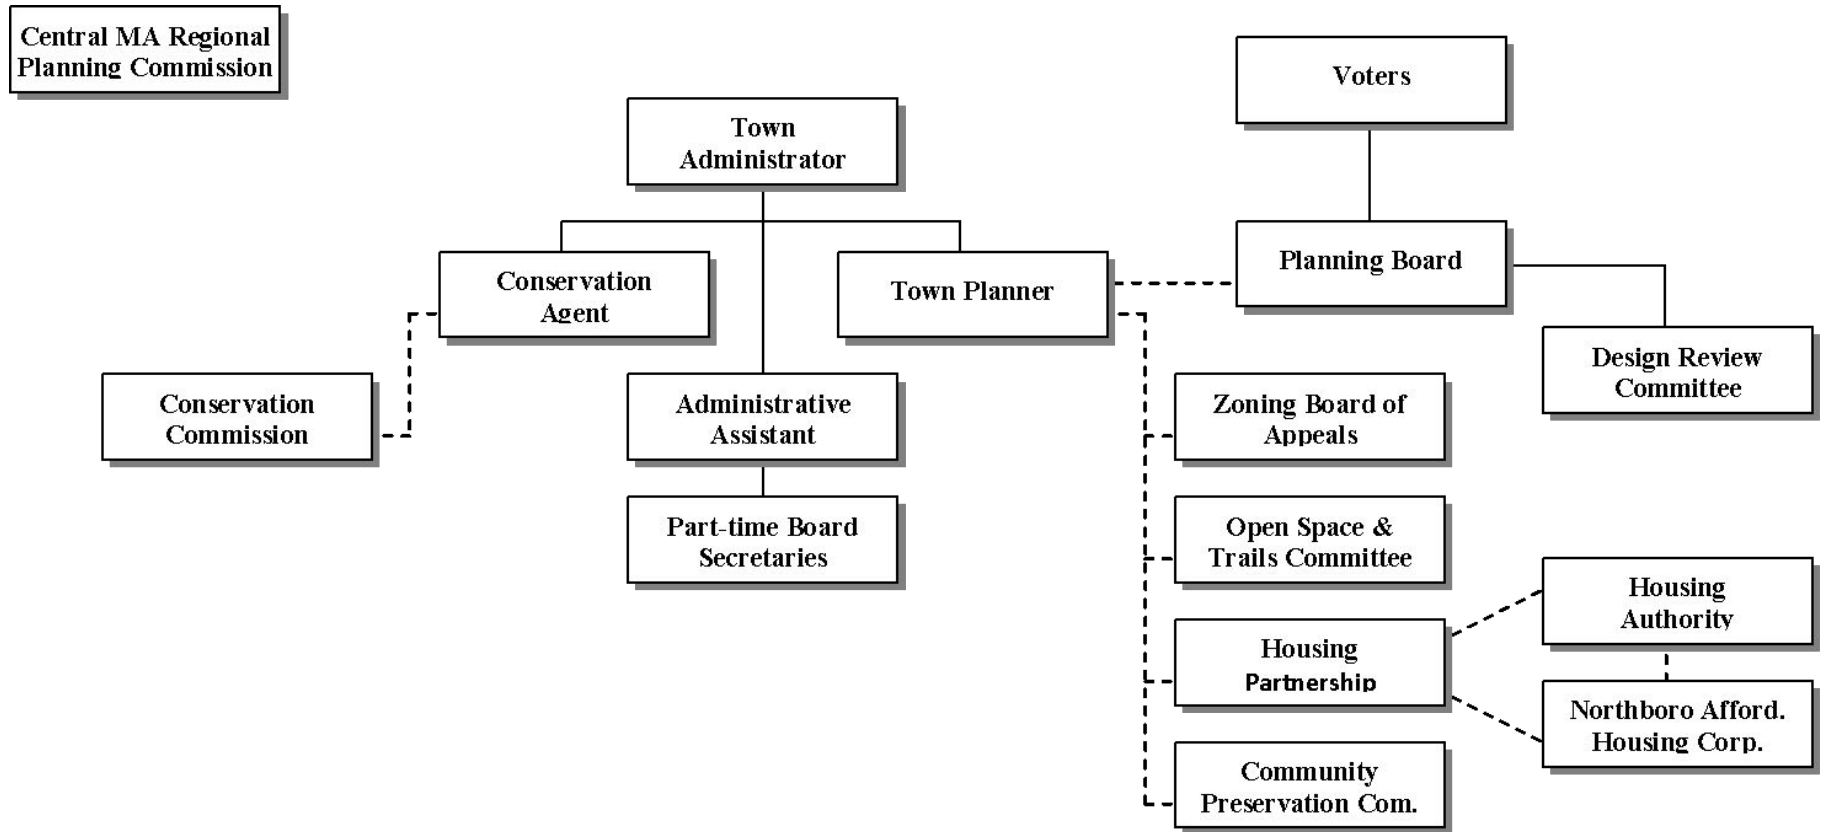 Central MA Regional
Planning Commission
Voters
Town
Administrator
Planning Board
Conservation
Agent
Town Planner
Design Review
Committee
Conservation
Commission
Administrative
Assistant
Zoning Board of
Appeals
Part-time Board
Secretaries
Open Space &
Trails Committee
Housing
Authority
Housing
Partnership
Northboro Afford.
Housing Corp.
Community
Preservation Com.